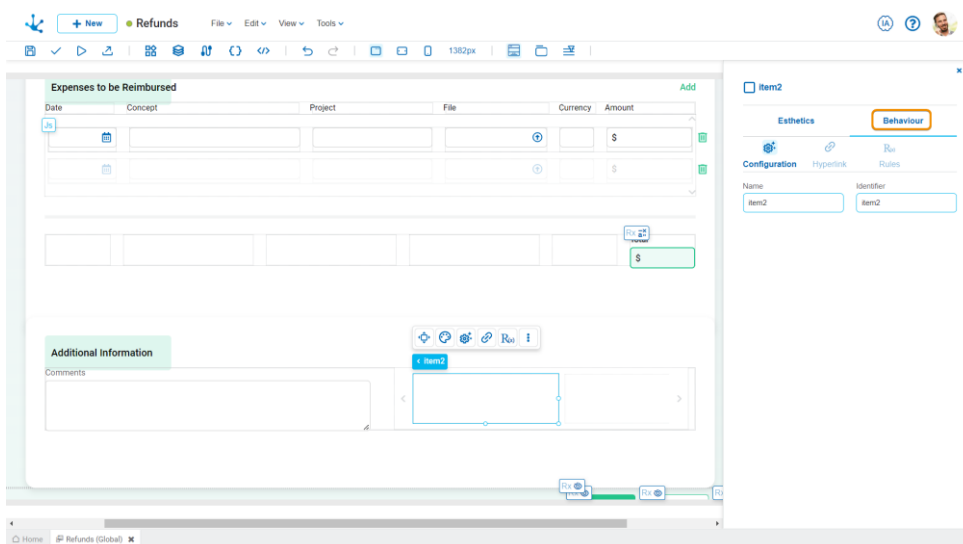 + New
Refunds
File
Edit
View
Tools
IA
?
1382px
Expenses to be Reimbursed
Add
Date
Concept
Project
File
Currency
Amount
Js
$
$
Rx
$
Additional Information
Comments
R(x)
item2
Rx
Rx
Rx
Home
Refunds (Global)
item2
Esthetics
Behaviour
Configuration
Hyperlink
R(x)
Rules
Name
Identifier
item2
item2